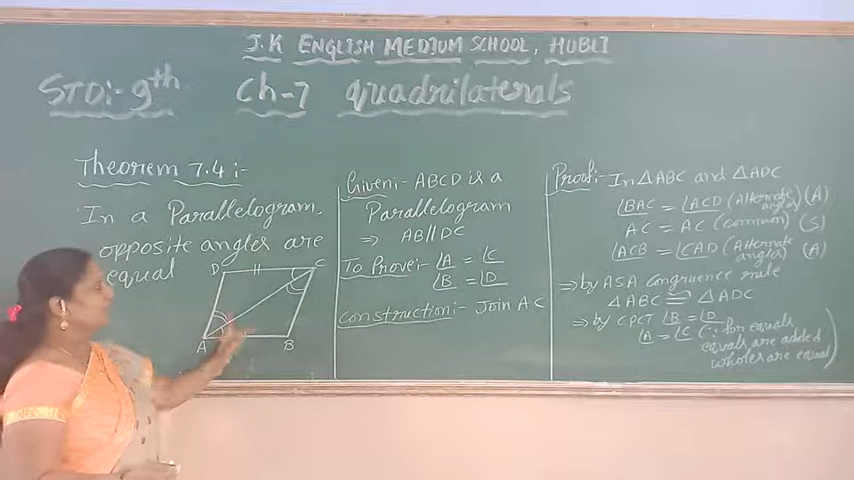 J.K ENGLISH MEDIUM SCHOOL, HUBLI
STD:- 9th Ch-7 quadrilaterals
Theorem 7.4 :-
In a Parallelogram
opposite angles are
equal
D C
A B
Given:- ABCD is a
Parallelogram
⇒ AB∥DC
To Prove:- ∠A = ∠C
∠B = ∠D
Construction:- Join AC
Proof:- In △ABC and △ADC
∠BAC = ∠ACD (Alternate angles) (A)
AC = AC (common) (S)
∠ACB = ∠CAD (Alternate angles) (A)
⇒ by ASA congruence rule
△ABC ≅ △ADC
⇒ by CPCT ∠B = ∠D
∠A = ∠C (∵ for equals
equals are added
wholes are equal)